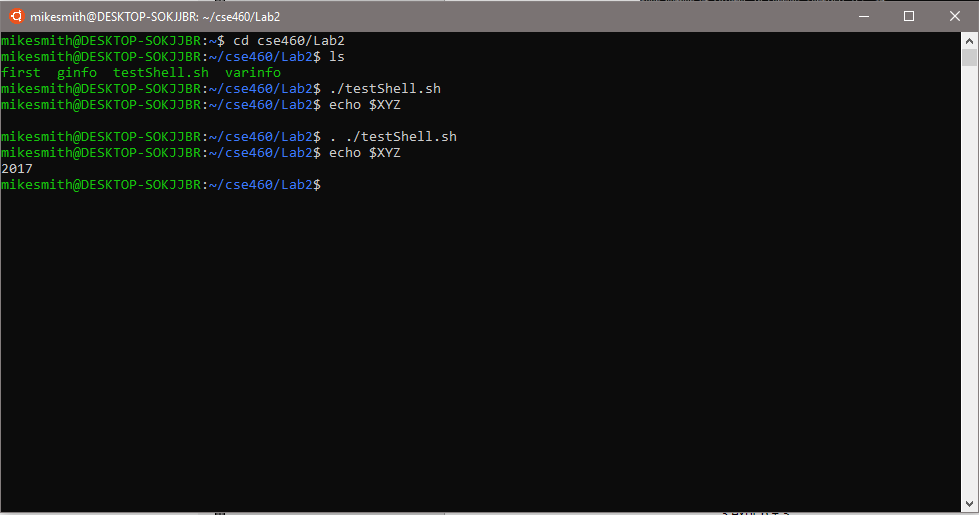 mikesmith@DESKTOP-SOKJJBR: ~/cse460/Lab2
mikesmith@DESKTOP-SOKJJBR:~$ cd cse460/Lab2
mikesmith@DESKTOP-SOKJJBR:~/cse460/Lab2$ ls
first  ginfo  testShell.sh  varinfo
mikesmith@DESKTOP-SOKJJBR:~/cse460/Lab2$ ./testShell.sh
mikesmith@DESKTOP-SOKJJBR:~/cse460/Lab2$ echo $XYZ

mikesmith@DESKTOP-SOKJJBR:~/cse460/Lab2$ . ./testShell.sh
mikesmith@DESKTOP-SOKJJBR:~/cse460/Lab2$ echo $XYZ
2017
mikesmith@DESKTOP-SOKJJBR:~/cse460/Lab2$